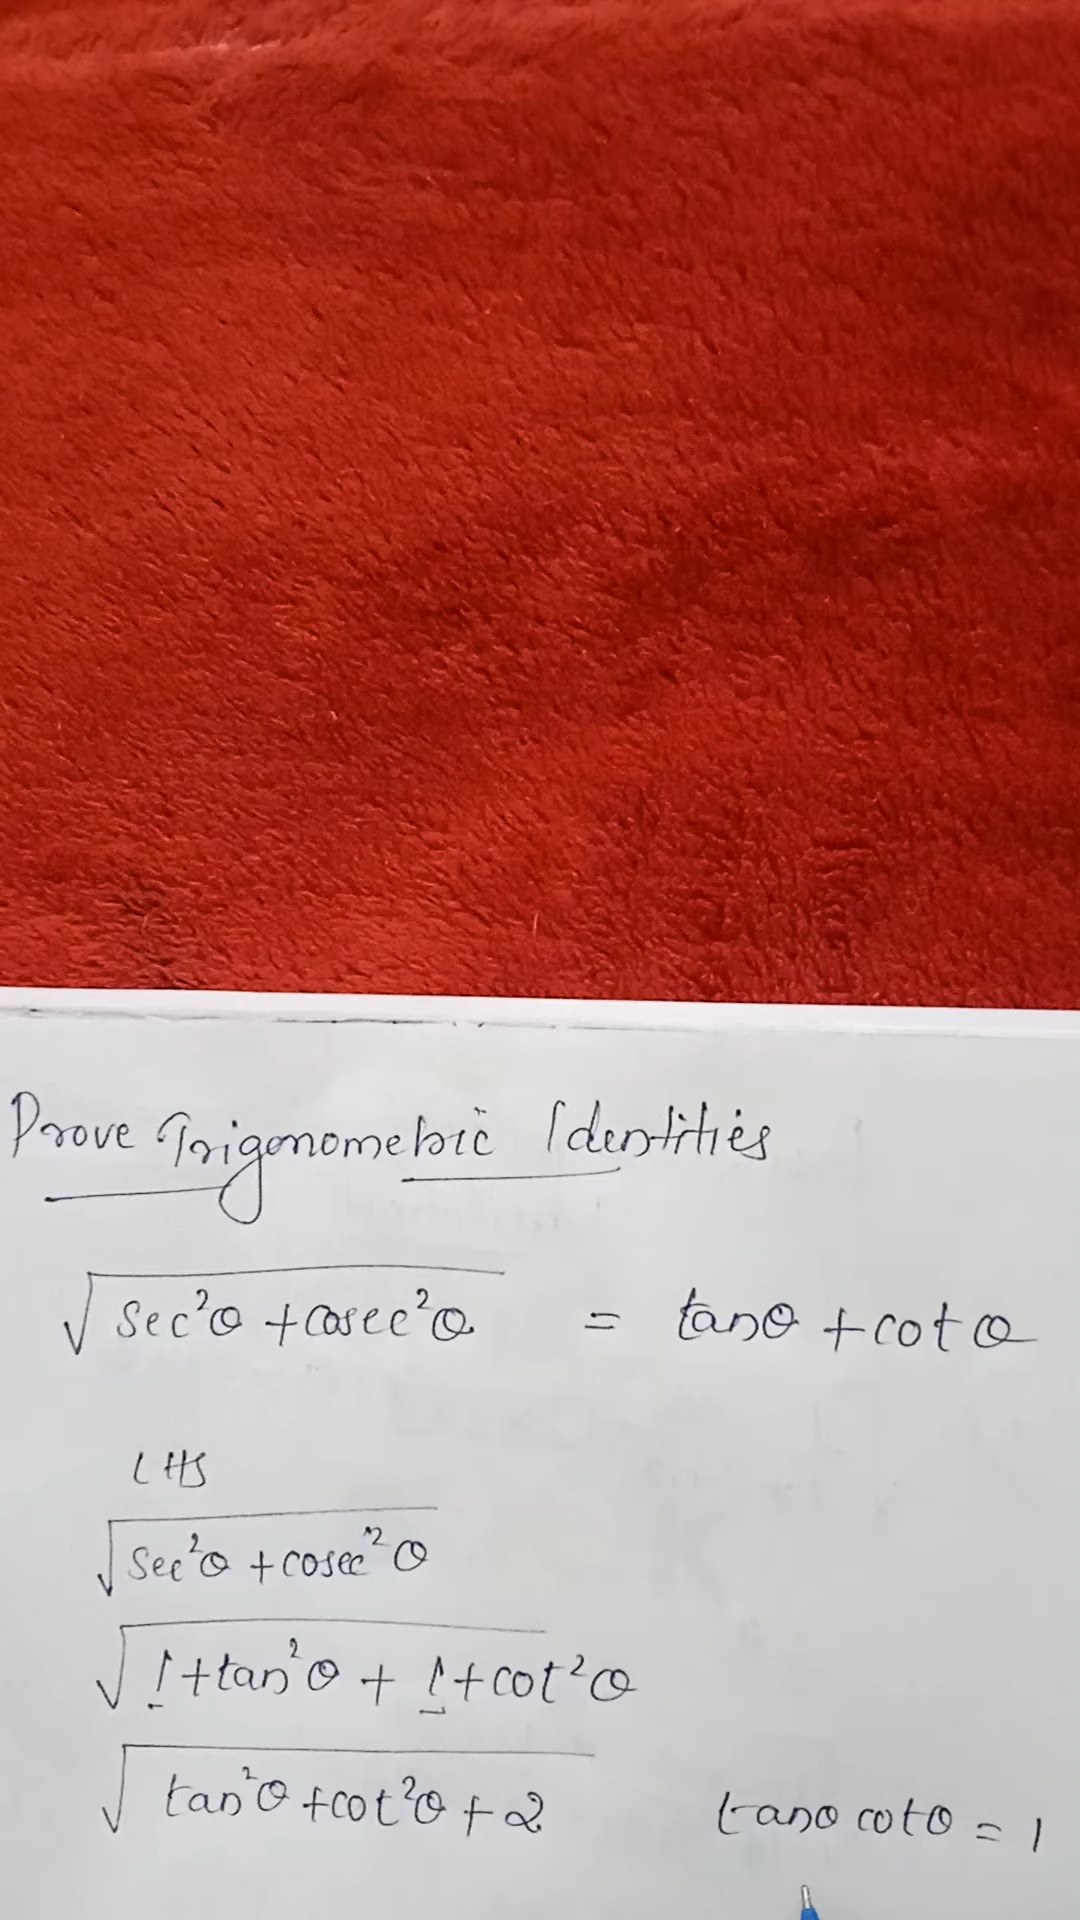 Prove Trigonometric Identities
√sec²θ + cosec²θ = tanθ + cotθ
LHS
√sec²θ + cosec²θ
√1 + tan²θ + 1 + cot²θ
√tan²θ + cot²θ + 2 tanθ cotθ = 1